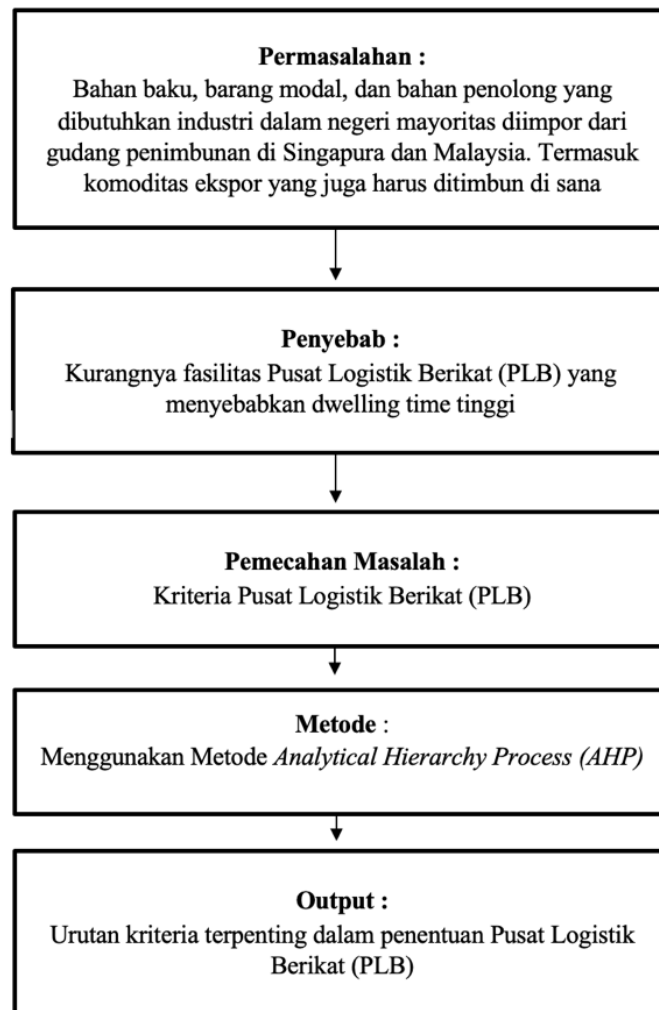 Permasalahan :
Bahan baku, barang modal, dan bahan penolong yang
dibutuhkan industri dalam negeri mayoritas diimpor dari
gudang penimbunan di Singapura dan Malaysia. Termasuk
komoditas ekspor yang juga harus ditimbun di sana
Penyebab :
Kurangnya fasilitas Pusat Logistik Berikat (PLB) yang
menyebabkan dwelling time tinggi
Pemecahan Masalah :
Kriteria Pusat Logistik Berikat (PLB)
Metode :
Menggunakan Metode Analytical Hierarchy Process (AHP)
Output :
Urutan kriteria terpenting dalam penentuan Pusat Logistik
Berikat (PLB)